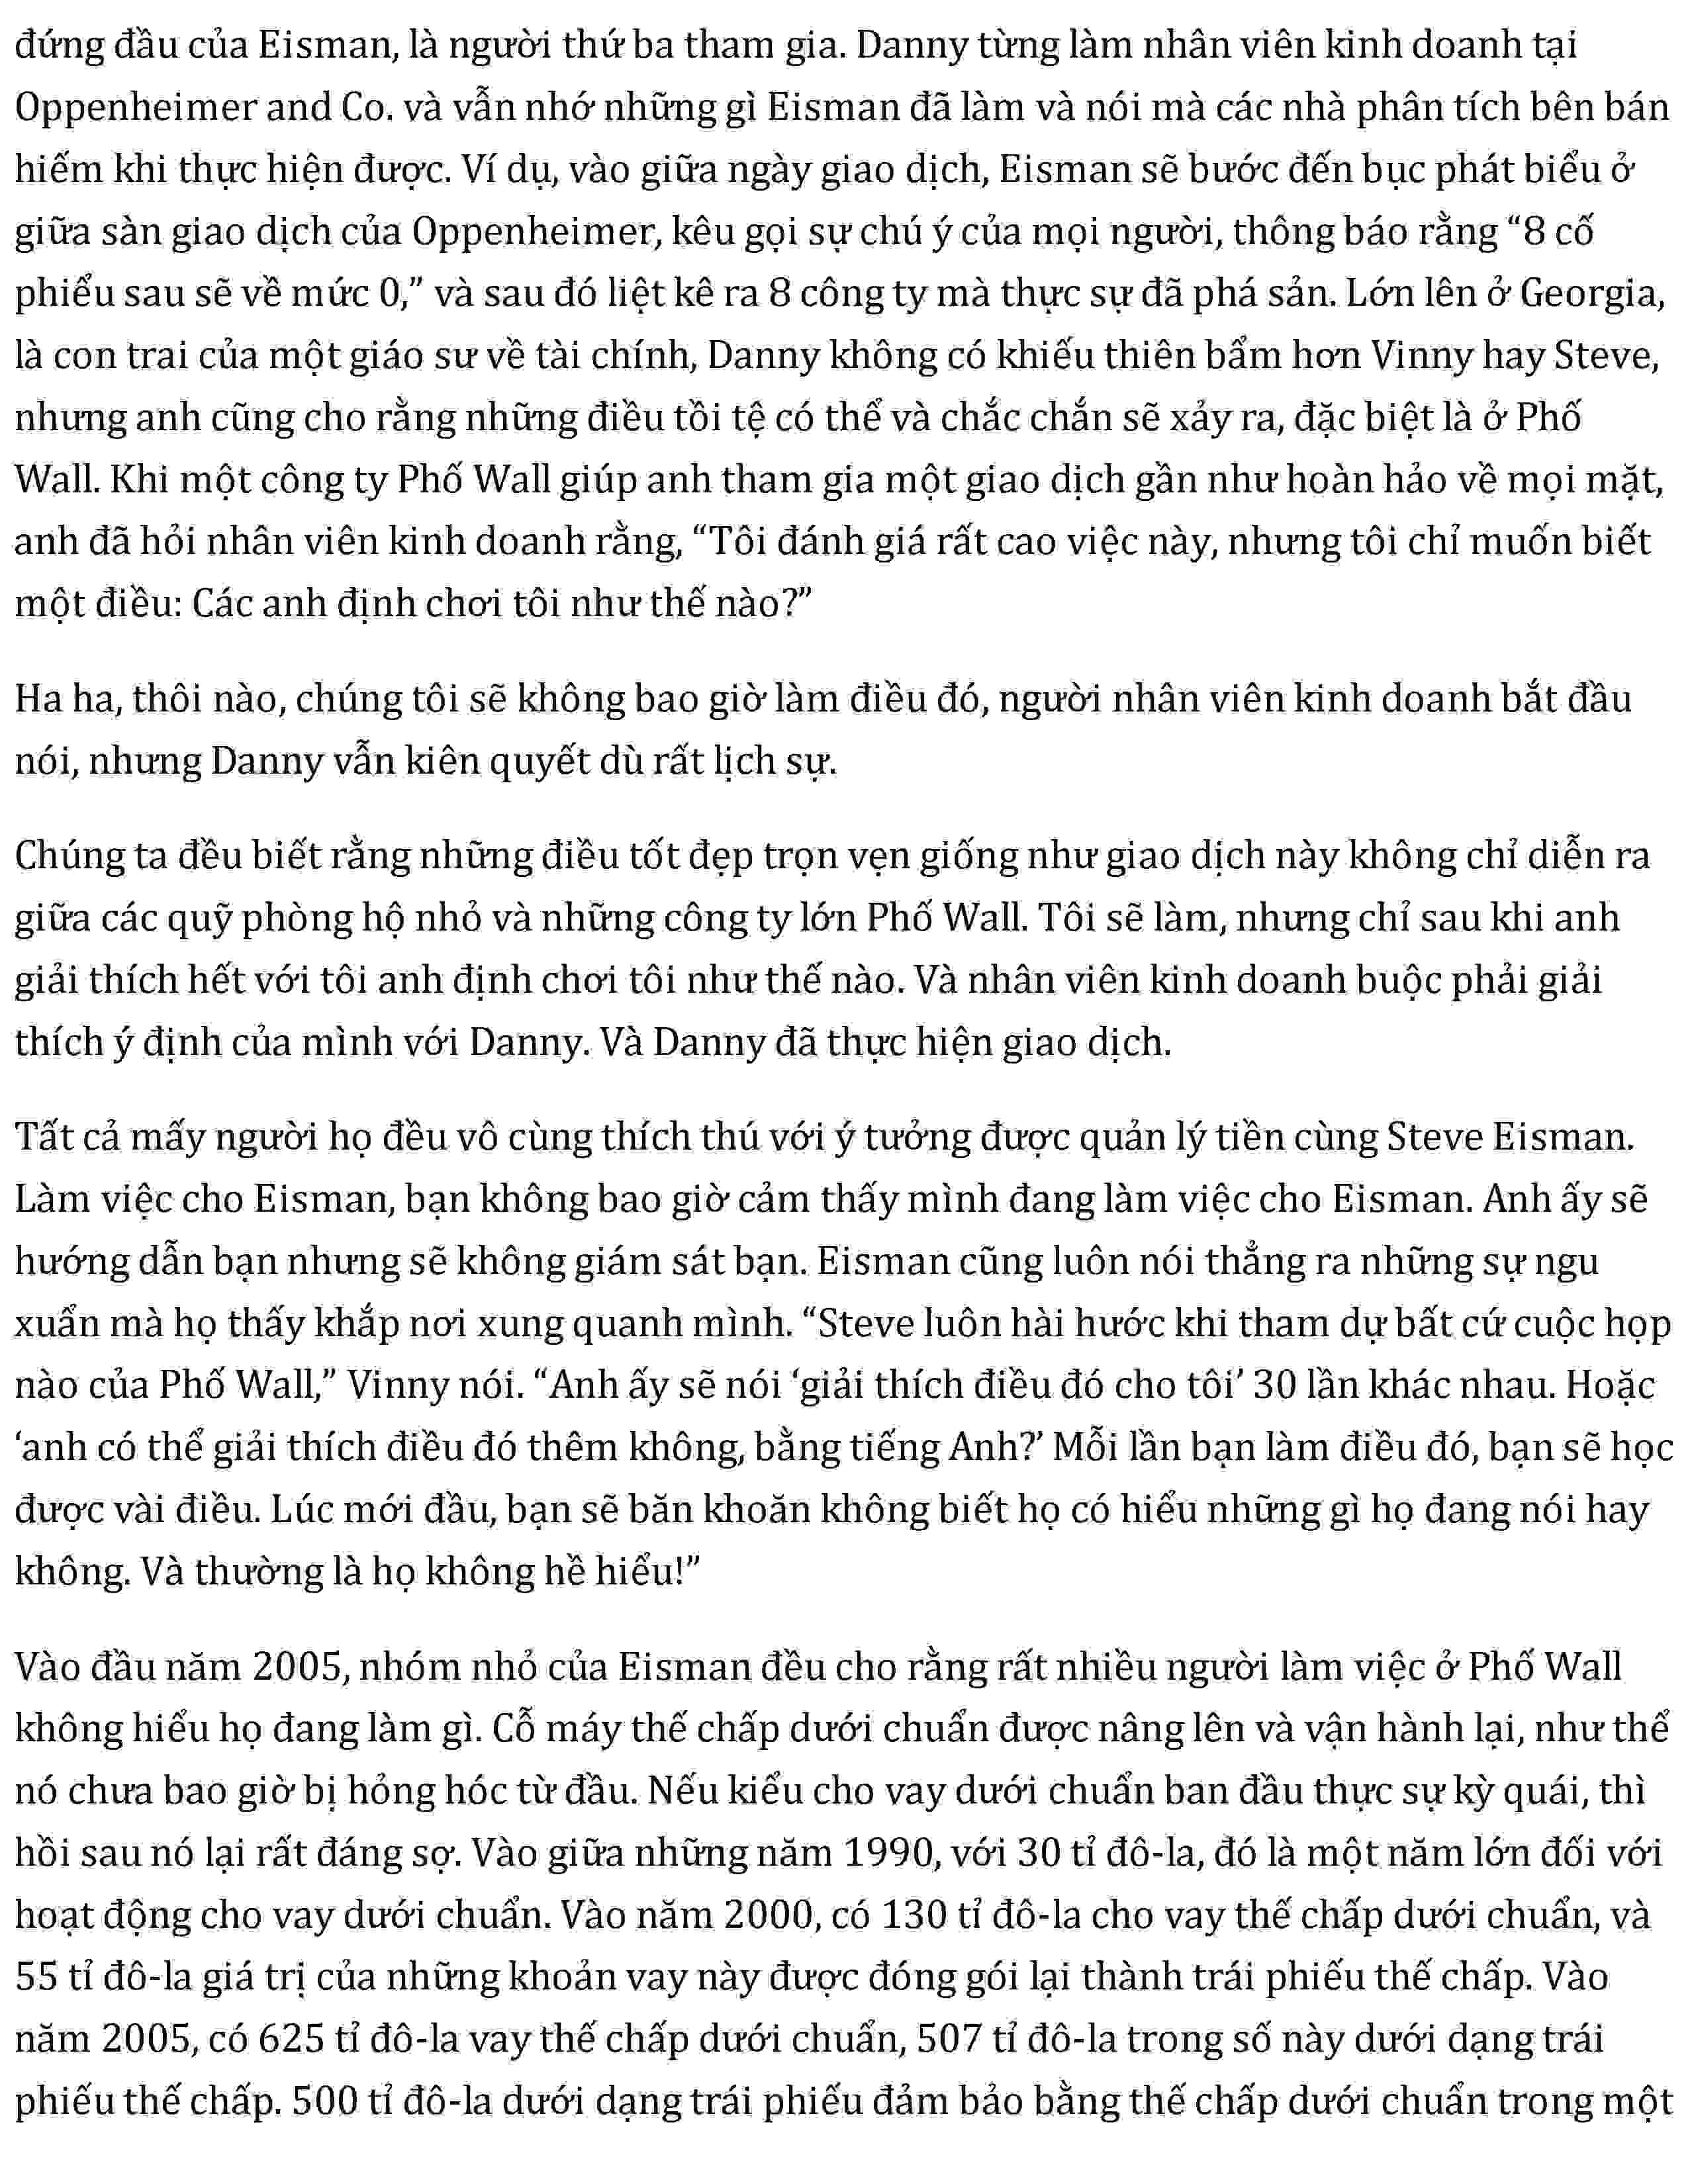 đứng đầu của Eisman, là người thứ ba tham gia. Danny từng làm nhân viên kinh doanh tại
Oppenheimer and Co. và vẫn nhớ những gì Eisman đã làm và nói mà các nhà phân tích bên bán
hiếm khi thực hiện được. Ví dụ, vào giữa ngày giao dịch, Eisman sẽ bước đến bục phát biểu ở
giữa sàn giao dịch của Oppenheimer, kêu gọi sự chú ý của mọi người, thông báo rằng “8 cổ
phiếu sau sẽ về mức 0,” và sau đó liệt kê ra 8 công ty mà thực sự đã phá sản. Lớn lên ở Georgia,
là con trai của một giáo sư về tài chính, Danny không có khiếu thiên bẩm hơn Vinny hay Steve,
nhưng anh cũng cho rằng những điều tồi tệ có thể và chắc chắn sẽ xảy ra, đặc biệt là ở Phố
Wall. Khi một công ty Phố Wall giúp anh tham gia một giao dịch gần như hoàn hảo về mọi mặt,
anh đã hỏi nhân viên kinh doanh rằng, “Tôi đánh giá rất cao việc này, nhưng tôi chỉ muốn biết
một điều: Các anh định chơi tôi như thế nào?”
Ha ha, thôi nào, chúng tôi sẽ không bao giờ làm điều đó, người nhân viên kinh doanh bắt đầu
nói, nhưng Danny vẫn kiên quyết dù rất lịch sự.
Chúng ta đều biết rằng những điều tốt đẹp trọn vẹn giống như giao dịch này không chỉ diễn ra
giữa các quỹ phòng hộ nhỏ và những công ty lớn Phố Wall. Tôi sẽ làm, nhưng chỉ sau khi anh
giải thích hết với tôi anh định chơi tôi như thế nào. Và nhân viên kinh doanh buộc phải giải
thích ý định của mình với Danny. Và Danny đã thực hiện giao dịch.
Tất cả mấy người họ đều vô cùng thích thú với ý tưởng được quản lý tiền cùng Steve Eisman.
Làm việc cho Eisman, bạn không bao giờ cảm thấy mình đang làm việc cho Eisman. Anh ấy sẽ
hướng dẫn bạn nhưng sẽ không giám sát bạn. Eisman cũng luôn nói thẳng ra những sự ngu
xuẩn mà họ thấy khắp nơi xung quanh mình. “Steve luôn hài hước khi tham dự bất cứ cuộc họp
nào của Phố Wall,” Vinny nói. “Anh ấy sẽ nói ‘giải thích điều đó cho tôi’ 30 lần khác nhau. Hoặc
‘anh có thể giải thích điều đó thêm không, bằng tiếng Anh?’ Mỗi lần bạn làm điều đó, bạn sẽ học
được vài điều. Lúc mới đầu, bạn sẽ băn khoăn không biết họ có hiểu những gì họ đang nói hay
không. Và thường là họ không hề hiểu!”
Vào đầu năm 2005, nhóm nhỏ của Eisman đều cho rằng rất nhiều người làm việc ở Phố Wall
không hiểu họ đang làm gì. Cỗ máy thế chấp dưới chuẩn được nâng lên và vận hành lại, như thể
nó chưa bao giờ bị hỏng hóc từ đầu. Nếu kiểu cho vay dưới chuẩn ban đầu thực sự kỳ quái, thì
hồi sau nó lại rất đáng sợ. Vào giữa những năm 1990, với 30 tỉ đô-la, đó là một năm lớn đối với
hoạt động cho vay dưới chuẩn. Vào năm 2000, có 130 tỉ đô-la cho vay thế chấp dưới chuẩn, và
55 tỉ đô-la giá trị của những khoản vay này được đóng gói lại thành trái phiếu thế chấp. Vào
năm 2005, có 625 tỉ đô-la vay thế chấp dưới chuẩn, 507 tỉ đô-la trong số này dưới dạng trái
phiếu thế chấp. 500 tỉ đô-la dưới dạng trái phiếu đảm bảo bằng thế chấp dưới chuẩn trong một